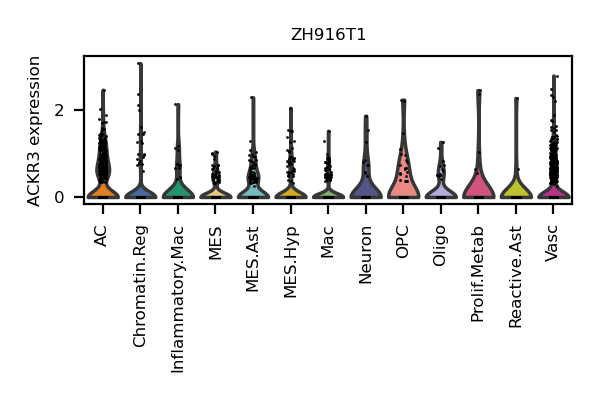 ZH916T1
ACKR3 expression
2
0
AC
Chromatin.Reg
Inflammatory.Mac
MES
MES.Ast
MES.Hyp
Mac
Neuron
OPC
Oligo
Prolif.Metab
Reactive.Ast
Vasc